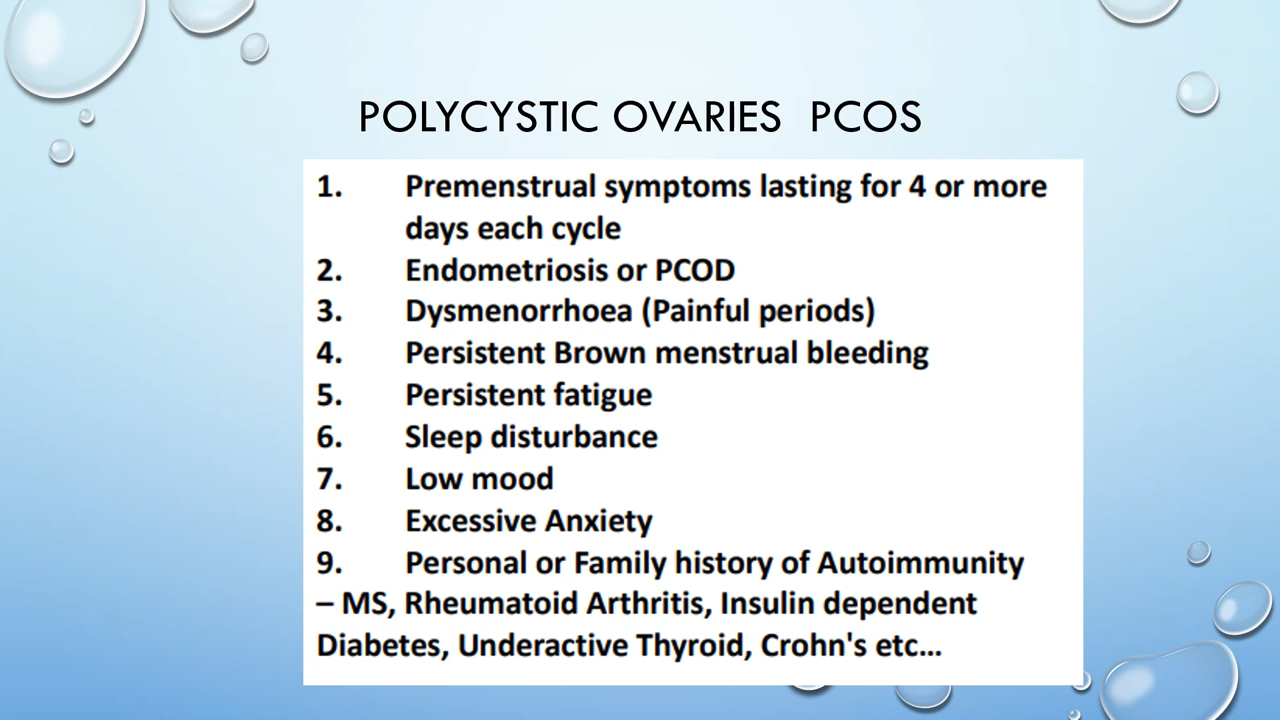 POLYCYSTIC OVARIES  PCOS
1. Premenstrual symptoms lasting for 4 or more
days each cycle
2. Endometriosis or PCOD
3. Dysmenorrhoea (Painful periods)
4. Persistent Brown menstrual bleeding
5. Persistent fatigue
6. Sleep disturbance
7. Low mood
8. Excessive Anxiety
9. Personal or Family history of Autoimmunity
– MS, Rheumatoid Arthritis, Insulin dependent
Diabetes, Underactive Thyroid, Crohn's etc...